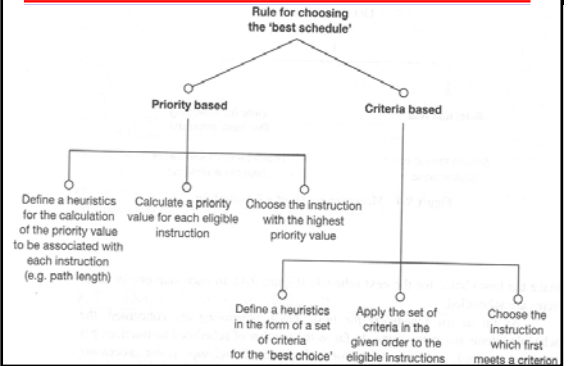 Rule for choosing
the 'best schedule'
Priority based
Criteria based
Define a heuristics
for the calculation
of the priority value
to be associated with
each instruction
(e.g. path length)
Calculate a priority
value for each eligible
instruction
Choose the instruction
with the highest
priority value
Define a heuristics
in the form of a set
of criteria
for the 'best choice'
Apply the set of
criteria in the
given order to the
eligible instructions
Choose the
instruction
which first
meets a criterion